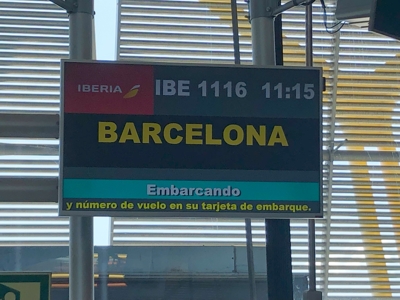 IBERIA IBE 1116 11:15
BARCELONA
Embarcando
y número de vuelo en su tarjeta de embarque.